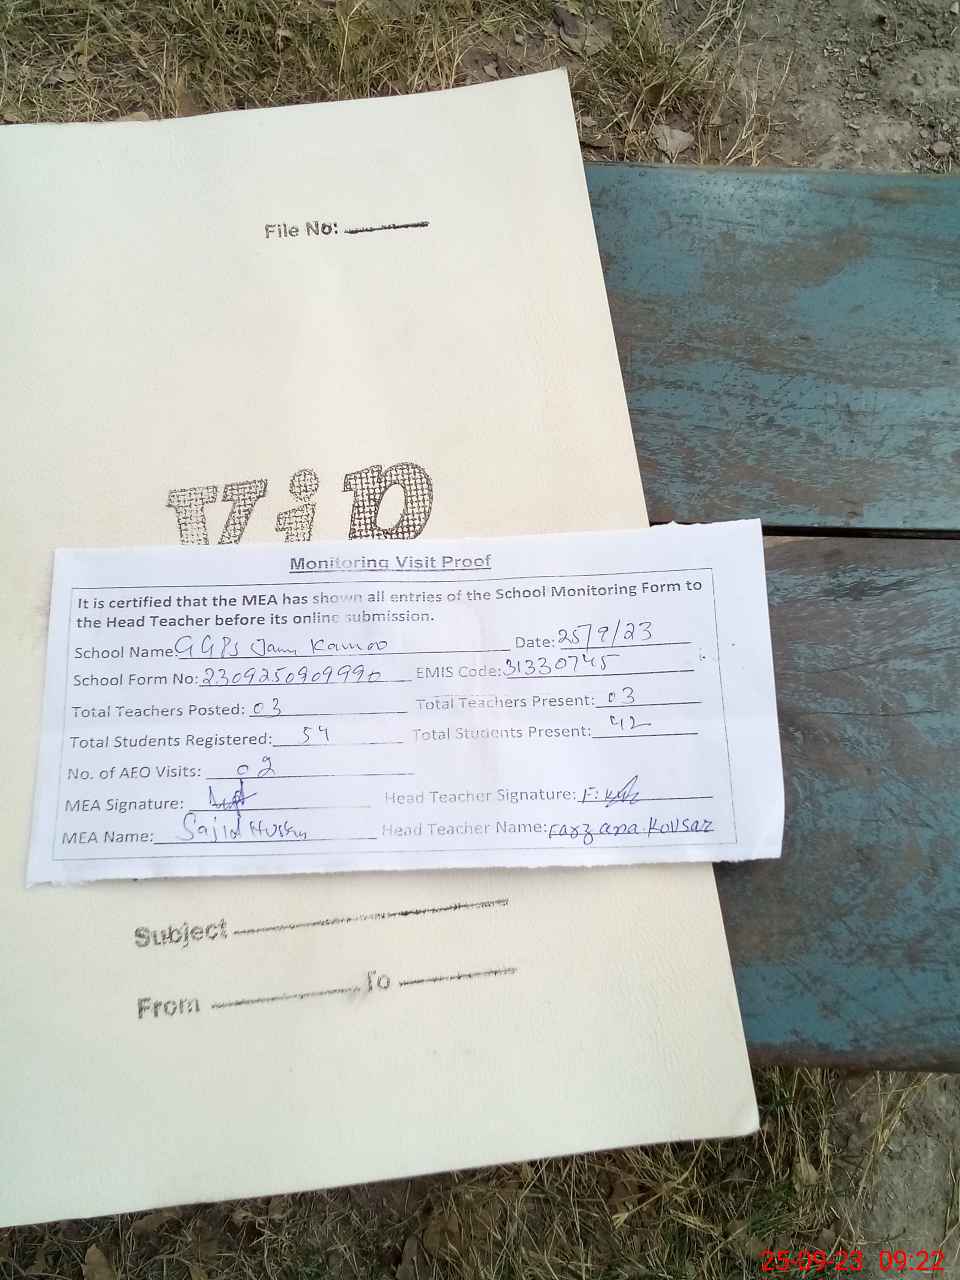 File No:
Vip
Monitoring Visit Proof
It is certified that the MEA has shown all entries of the School Monitoring Form to
the Head Teacher before its online submission.
School Name: GGPS Jam Date: 25/9/23
School Form No: EMIS Code: 31330745
Total Teachers Posted: 03 Total Teachers Present: 03
Total Students Registered: 54 Total Students Present: 42
No. of AEO Visits: 02
MEA Signature: Head Teacher Signature:
MEA Name: Sajid Head Teacher Name: Farzana Kousar
Subject
From To
25-09-23 09:22